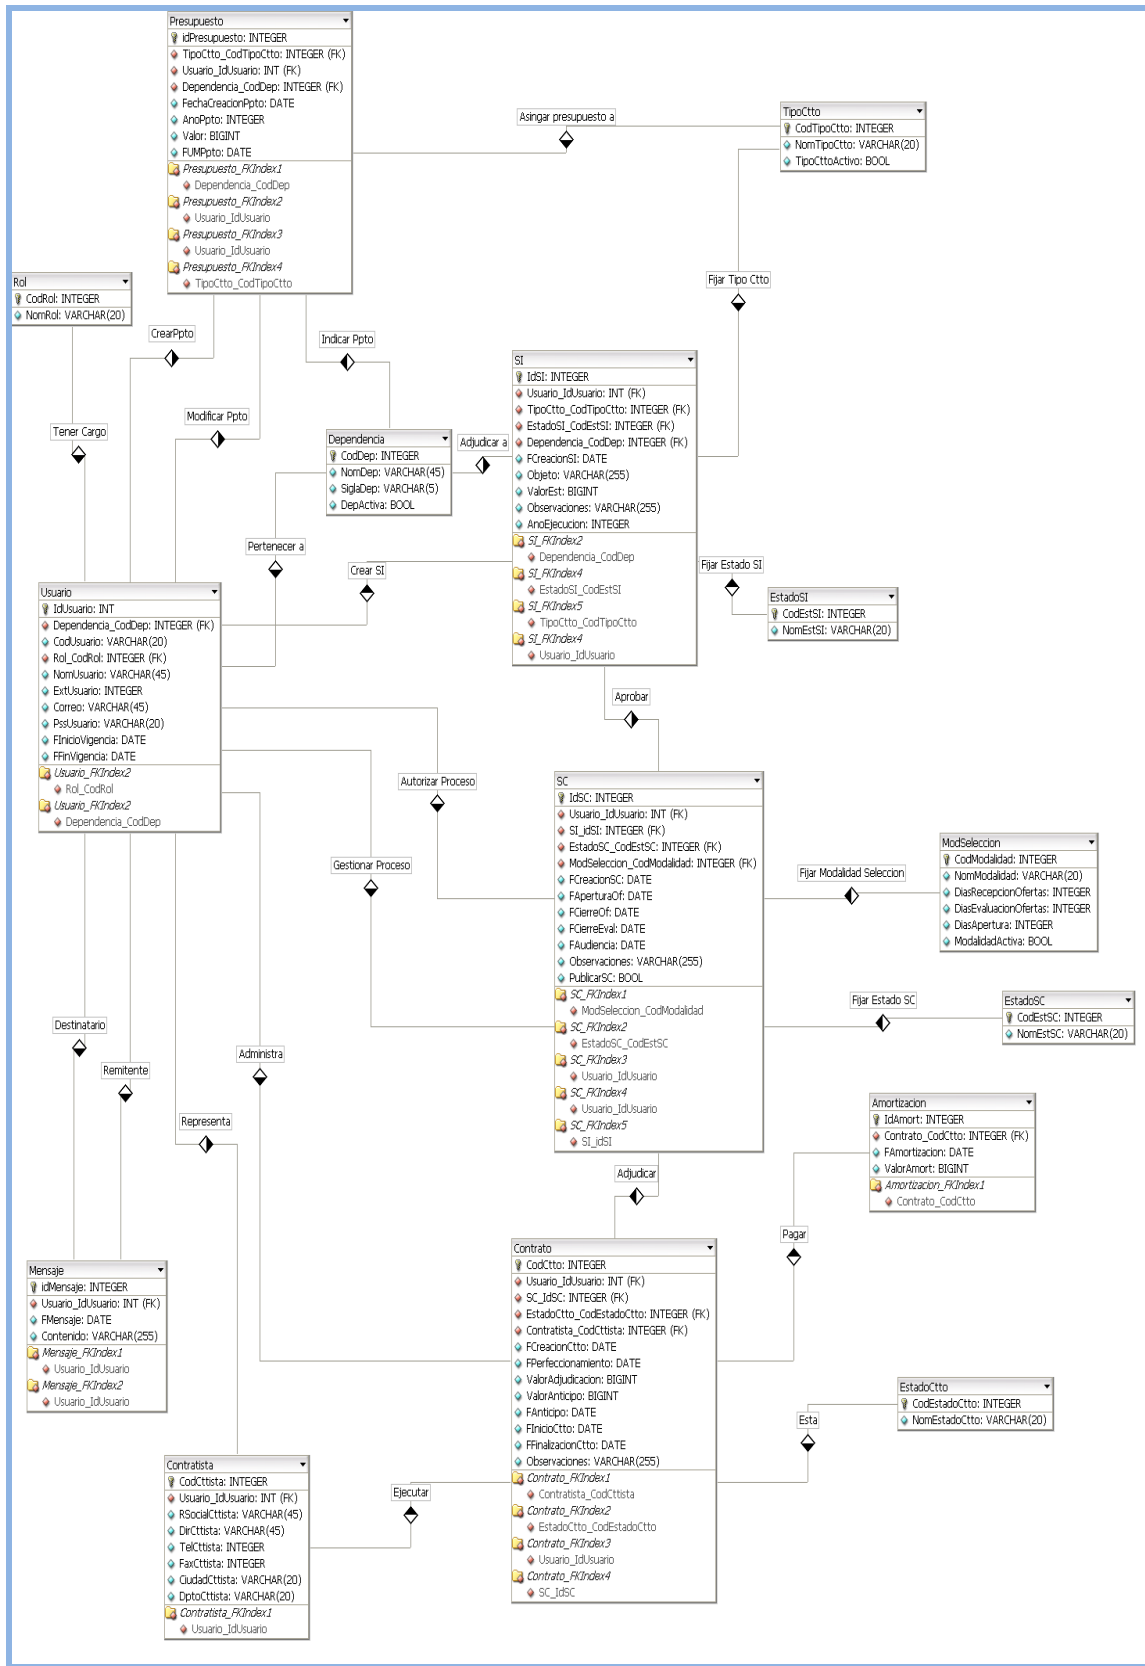 Presupuesto
idPresupuesto: INTEGER
TipoCtto_CodTipoCtto: INTEGER (FK)
Usuario_IdUsuario: INT (FK)
Dependencia_CodDep: INTEGER (FK)
FechaCreacionPpto: DATE
AnoPpto: INTEGER
Valor: BIGINT
FUMPpto: DATE
Presupuesto_FKIndex1
Dependencia_CodDep
Presupuesto_FKIndex2
Usuario_IdUsuario
Presupuesto_FKIndex3
Usuario_IdUsuario
Presupuesto_FKIndex4
TipoCtto_CodTipoCtto
Asingar presupuesto a
TipoCtto
CodTipoCtto: INTEGER
NomTipoCtto: VARCHAR(20)
TipoCttoActivo: BOOL
Fijar Tipo Ctto
Rol
CodRol: INTEGER
NomRol: VARCHAR(20)
CrearPpto
Indicar Ppto
Modificar Ppto
Tener Cargo
SI
IdSI: INTEGER
Usuario_IdUsuario: INT (FK)
TipoCtto_CodTipoCtto: INTEGER (FK)
EstadoSI_CodEstSI: INTEGER (FK)
Dependencia_CodDep: INTEGER (FK)
FCreacionSI: DATE
Objeto: VARCHAR(255)
ValorEst: BIGINT
Observaciones: VARCHAR(255)
AnoEjecucion: INTEGER
SI_FKIndex2
Dependencia_CodDep
SI_FKIndex4
EstadoSI_CodEstSI
SI_FKIndex5
TipoCtto_CodTipoCtto
SI_FKIndex4
Usuario_IdUsuario
Dependencia
CodDep: INTEGER
NomDep: VARCHAR(45)
SiglaDep: VARCHAR(5)
DepActiva: BOOL
Adjudicar a
Pertenecer a
Crear SI
Fijar Estado SI
EstadoSI
CodEstSI: INTEGER
NomEstSI: VARCHAR(20)
Usuario
IdUsuario: INT
Dependencia_CodDep: INTEGER (FK)
CodUsuario: VARCHAR(20)
Rol_CodRol: INTEGER (FK)
NomUsuario: VARCHAR(45)
ExtUsuario: INTEGER
Correo: VARCHAR(45)
PssUsuario: VARCHAR(20)
FInicioVigencia: DATE
FFinVigencia: DATE
Usuario_FKIndex2
Rol_CodRol
Usuario_FKIndex2
Dependencia_CodDep
Aprobar
Autorizar Proceso
Gestionar Proceso
SC
IdSC: INTEGER
Usuario_IdUsuario: INT (FK)
SI_idSI: INTEGER (FK)
EstadoSC_CodEstSC: INTEGER (FK)
ModSeleccion_CodModalidad: INTEGER (FK)
FCreacionSC: DATE
FAperturaOf: DATE
FCierreOf: DATE
FCierreEval: DATE
FAudiencia: DATE
Observaciones: VARCHAR(255)
PublicarSC: BOOL
SC_FKIndex1
ModSeleccion_CodModalidad
SC_FKIndex2
EstadoSC_CodEstSC
SC_FKIndex3
Usuario_IdUsuario
SC_FKIndex4
Usuario_IdUsuario
SC_FKIndex5
SI_idSI
Fijar Modalidad Seleccion
ModSeleccion
CodModalidad: INTEGER
NomModalidad: VARCHAR(20)
DiasRecepcionOfertas: INTEGER
DiasEvaluacionOfertas: INTEGER
DiasApertura: INTEGER
ModalidadActiva: BOOL
Fijar Estado SC
EstadoSC
CodEstSC: INTEGER
NomEstSC: VARCHAR(20)
Destinatario
Remitente
Administra
Representa
Adjudicar
Amortizacion
IdAmort: INTEGER
Contrato_CodCtto: INTEGER (FK)
FAmortizacion: DATE
ValorAmort: BIGINT
Amortizacion_FKIndex1
Contrato_CodCtto
Pagar
Mensaje
idMensaje: INTEGER
Usuario_IdUsuario: INT (FK)
FMensaje: DATE
Contenido: VARCHAR(255)
Mensaje_FKIndex1
Usuario_IdUsuario
Mensaje_FKIndex2
Usuario_IdUsuario
Contrato
CodCtto: INTEGER
Usuario_IdUsuario: INT (FK)
SC_IdSC: INTEGER (FK)
EstadoCtto_CodEstadoCtto: INTEGER (FK)
Contratista_CodCttista: INTEGER (FK)
FCreacionCtto: DATE
FPerfeccionamiento: DATE
ValorAdjudicacion: BIGINT
ValorAnticipo: BIGINT
FAnticipo: DATE
FInicioCtto: DATE
FFinalizacionCtto: DATE
Observaciones: VARCHAR(255)
Contrato_FKIndex1
Contratista_CodCttista
Contrato_FKIndex2
EstadoCtto_CodEstadoCtto
Contrato_FKIndex3
Usuario_IdUsuario
Contrato_FKIndex4
SC_IdSC
Esta
EstadoCtto
CodEstadoCtto: INTEGER
NomEstadoCtto: VARCHAR(20)
Ejecutar
Contratista
CodCttista: INTEGER
Usuario_IdUsuario: INT (FK)
RSocialCttista: VARCHAR(45)
DirCttista: VARCHAR(45)
TelCttista: INTEGER
FaxCttista: INTEGER
CiudadCttista: VARCHAR(20)
DptoCttista: VARCHAR(20)
Contratista_FKIndex1
Usuario_IdUsuario